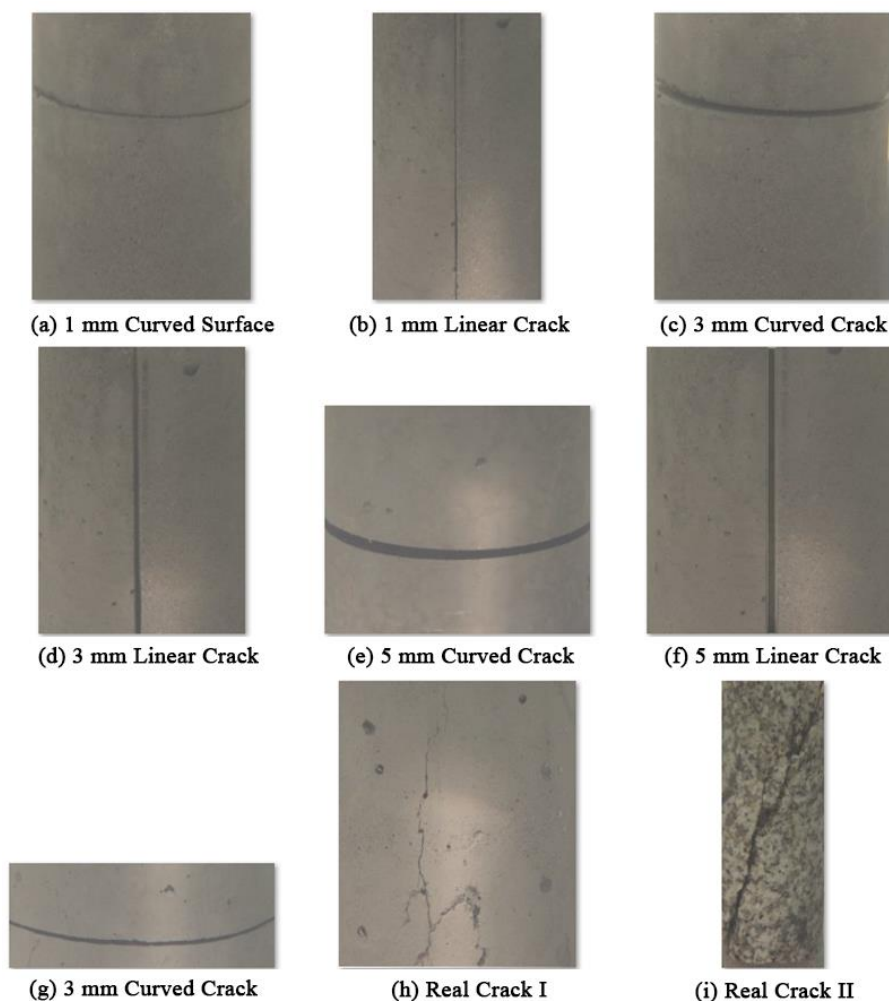 (a) 1 mm Curved Surface
(b) 1 mm Linear Crack
(c) 3 mm Curved Crack
(d) 3 mm Linear Crack
(e) 5 mm Curved Crack
(f) 5 mm Linear Crack
(g) 3 mm Curved Crack
(h) Real Crack I
(i) Real Crack II